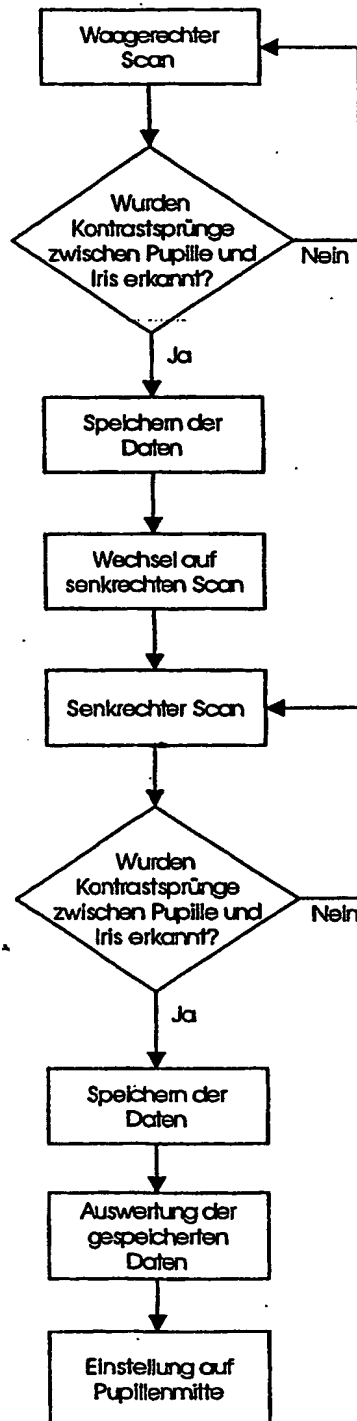 Waagerechter
Scan
Wurden
Kontrastsprünge
zwischen Pupille und
Iris erkannt?
Nein
Ja
Speichern der
Daten
Wechsel auf
senkrechten Scan
Senkrechter Scan
Wurden
Kontrastsprünge
zwischen Pupille und
Iris erkannt?
Nein
Ja
Speichern der
Daten
Auswertung der
gespeicherten
Daten
Einstellung auf
Pupillenmitte